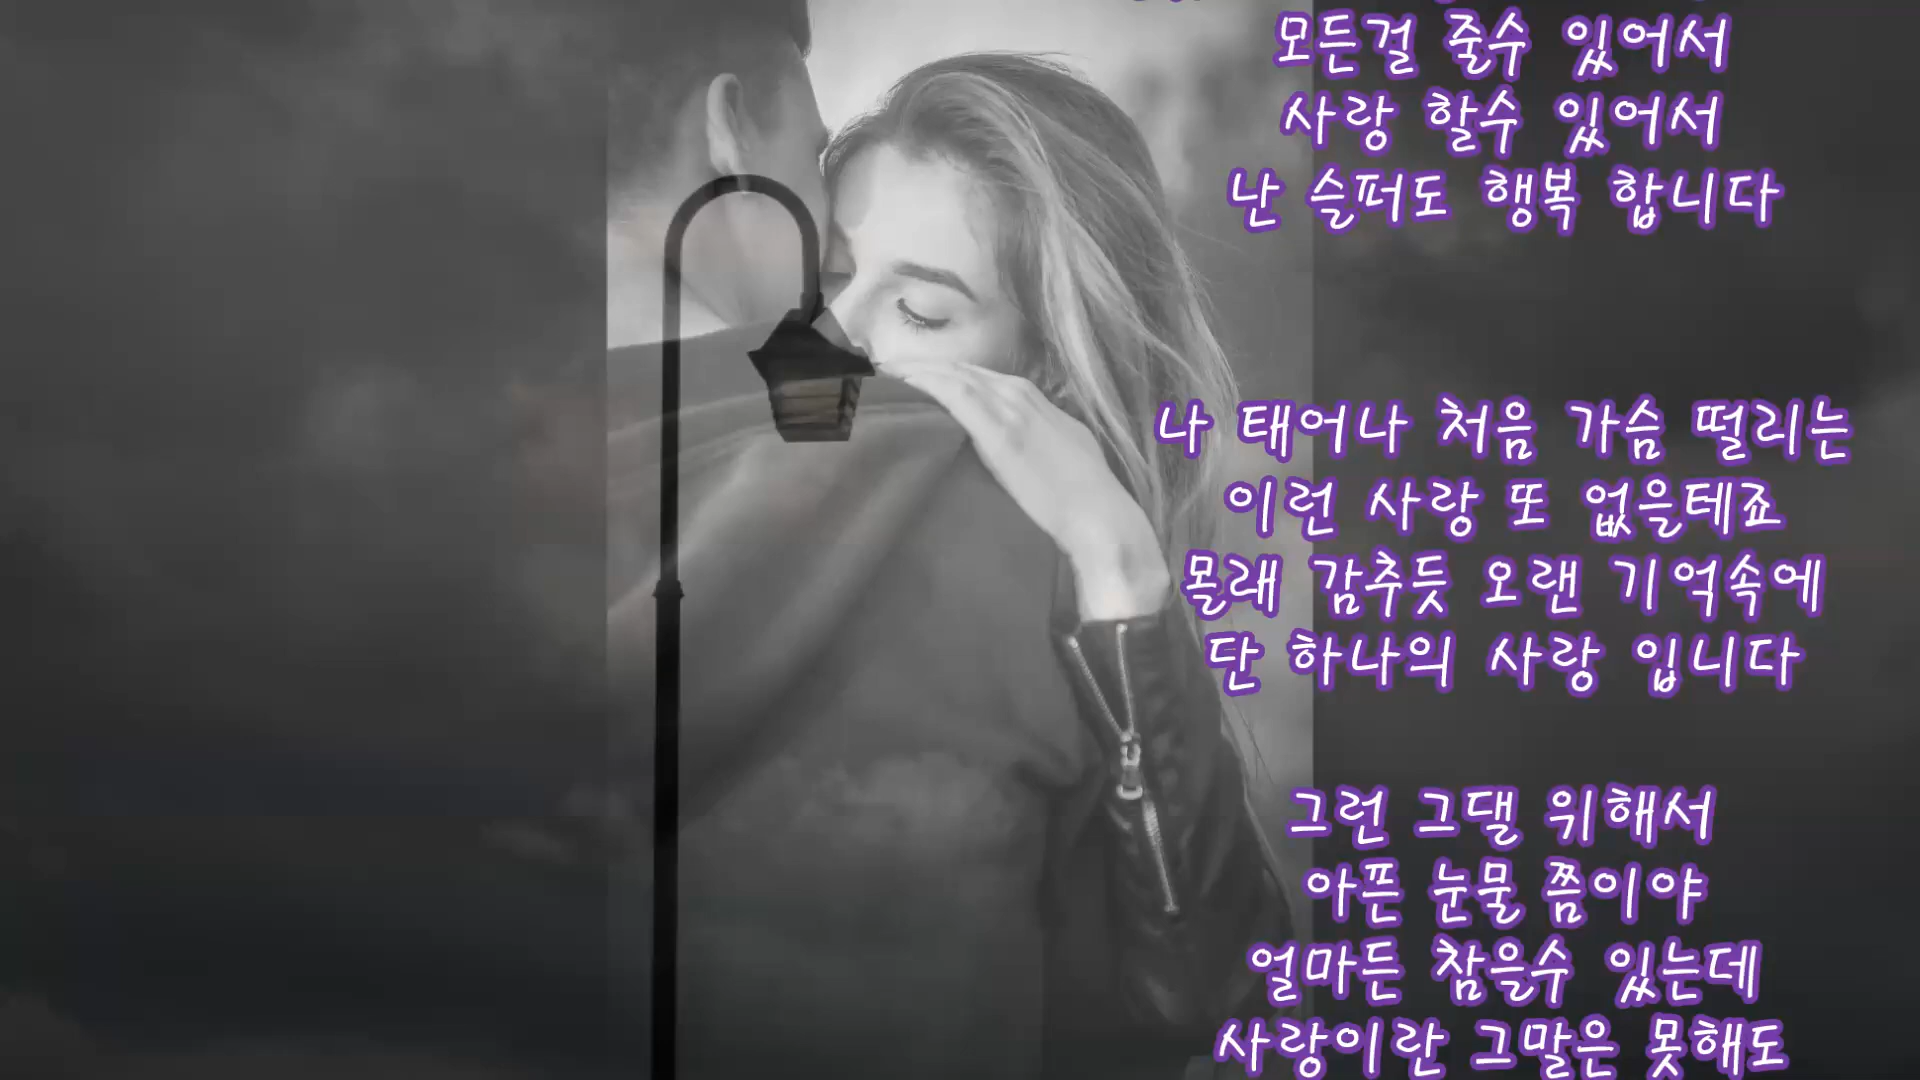 모든걸 줄수 있어서
사랑 할수 있어서
난 슬퍼도 행복 합니다
나 태어나 처음 가슴 떨리는
이런 사랑 또 없을테죠
몰래 감추듯 오랜 기억속에
단 하나의 사랑 입니다
그런 그댈 위해서
아픈 눈물 쯤이야
얼마든 참을수 있는데
사랑이란 그말은 못해도